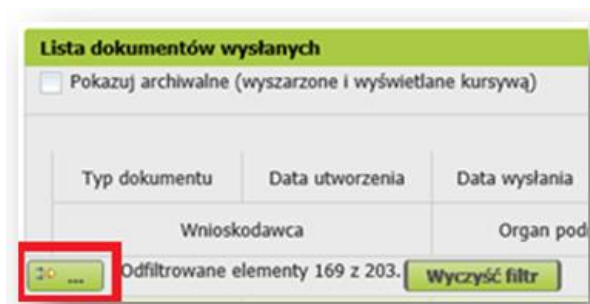 Lista dokumentów wysłanych
Pokazuj archiwalne (wyszarzone i wyświetlane kursywą)
Typ dokumentu Data utworzenia Data wysłania
Wnioskodawca Organ pod
... Odfiltrowane elementy 169 z 203. Wyczyść filtr